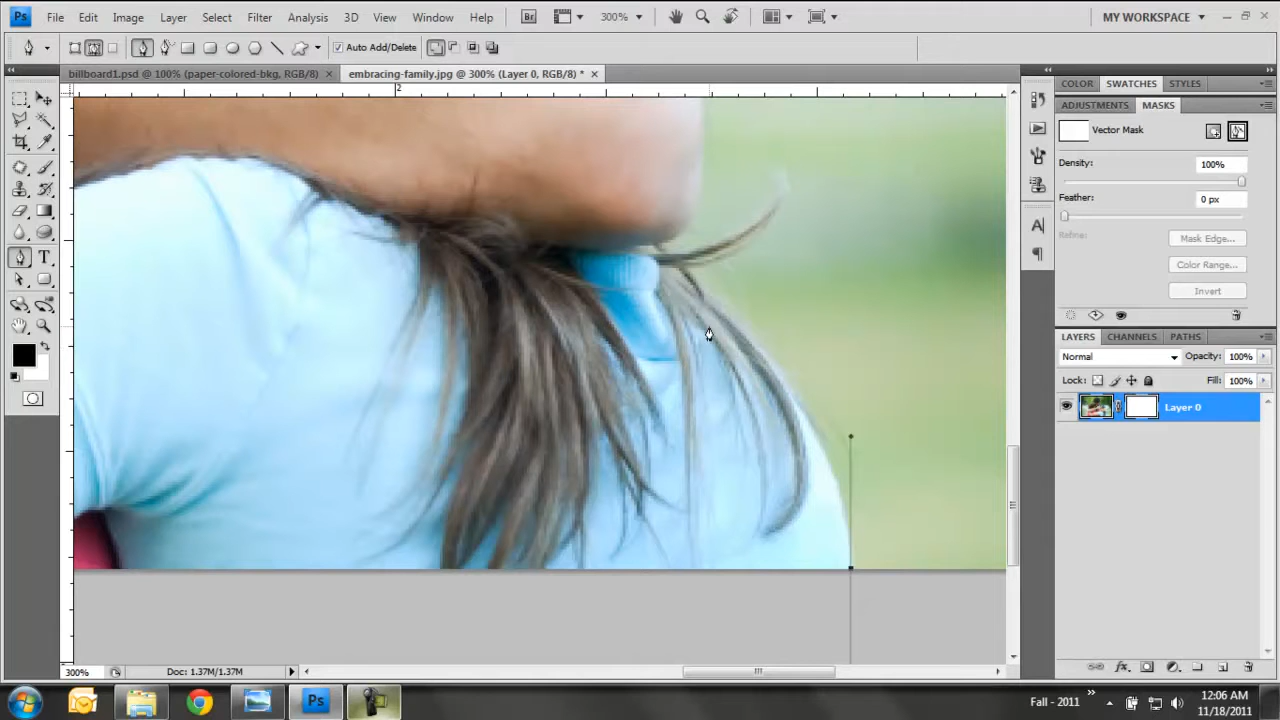 Ps File Edit Image Layer Select Filter Analysis 3D View Window Help Br 300% MY WORKSPACE
Auto Add/Delete
billboard1.psd @ 100% (paper-colored-bkg, RGB/8) × embracing-family.jpg @ 300% (Layer 0, RGB/8) * ×
COLOR SWATCHES STYLES
2
ADJUSTMENTS MASKS
Vector Mask
Density: 100%
Feather: 0 px
Refine: Mask Edge...
Color Range...
Invert
LAYERS CHANNELS PATHS
Normal Opacity: 100%
Lock: Fill: 100%
Layer 0
300% Doc: 1.37M/1.37M
Ps Fall - 2011 12:06 AM
11/18/2011